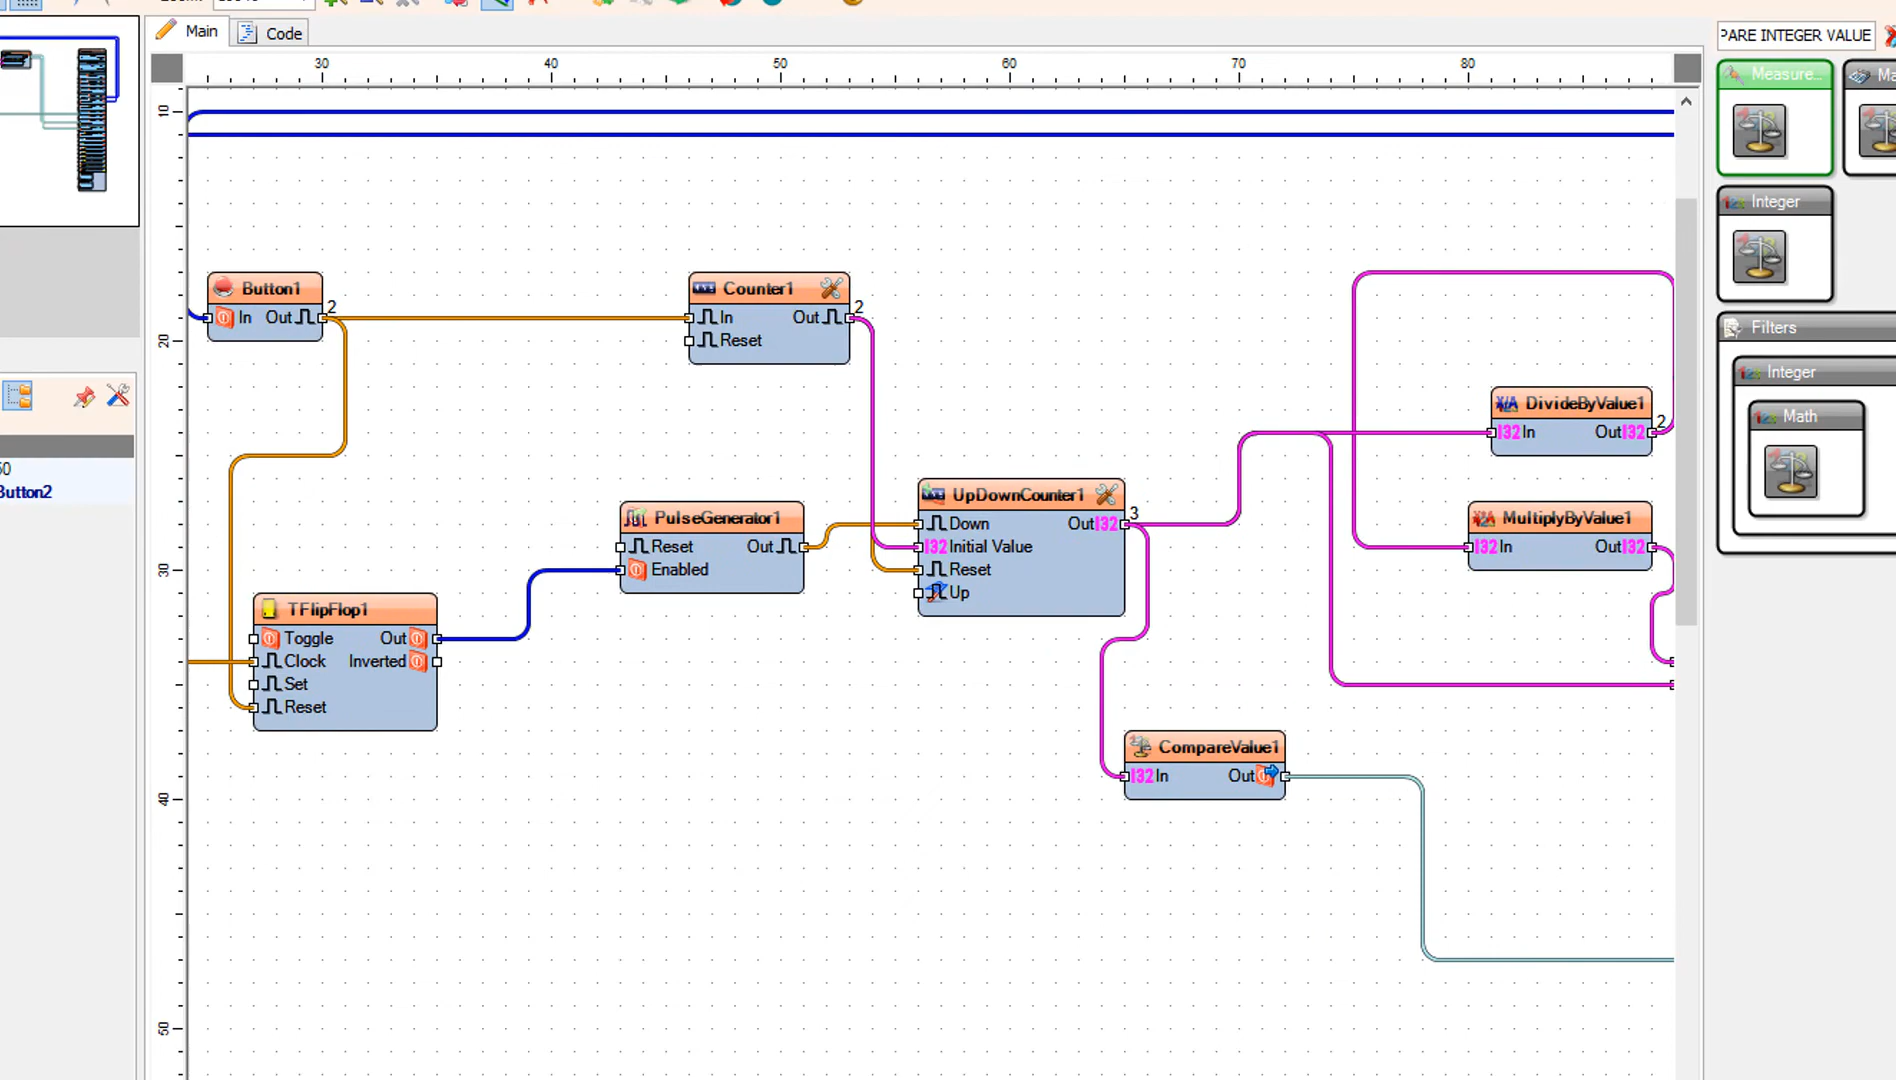 Main
Code
PARE INTEGER VALUE
30
40
50
60
70
80
10
20
30
40
50
Measure...
Ma
Integer
Filters
Integer
Math
50
Button2
Button1
In Out
2
Counter1
In Out
2
Reset
DivideByValue1
In Out
I32
I32
2
UpDownCounter1
Down Out
I32
3
I32
Initial Value
Reset
Up
PulseGenerator1
Reset Out
Enabled
MultiplyByValue1
I32
In Out
I32
TFlipFlop1
Toggle Out
Clock Inverted
Set
Reset
CompareValue1
I32
In Out